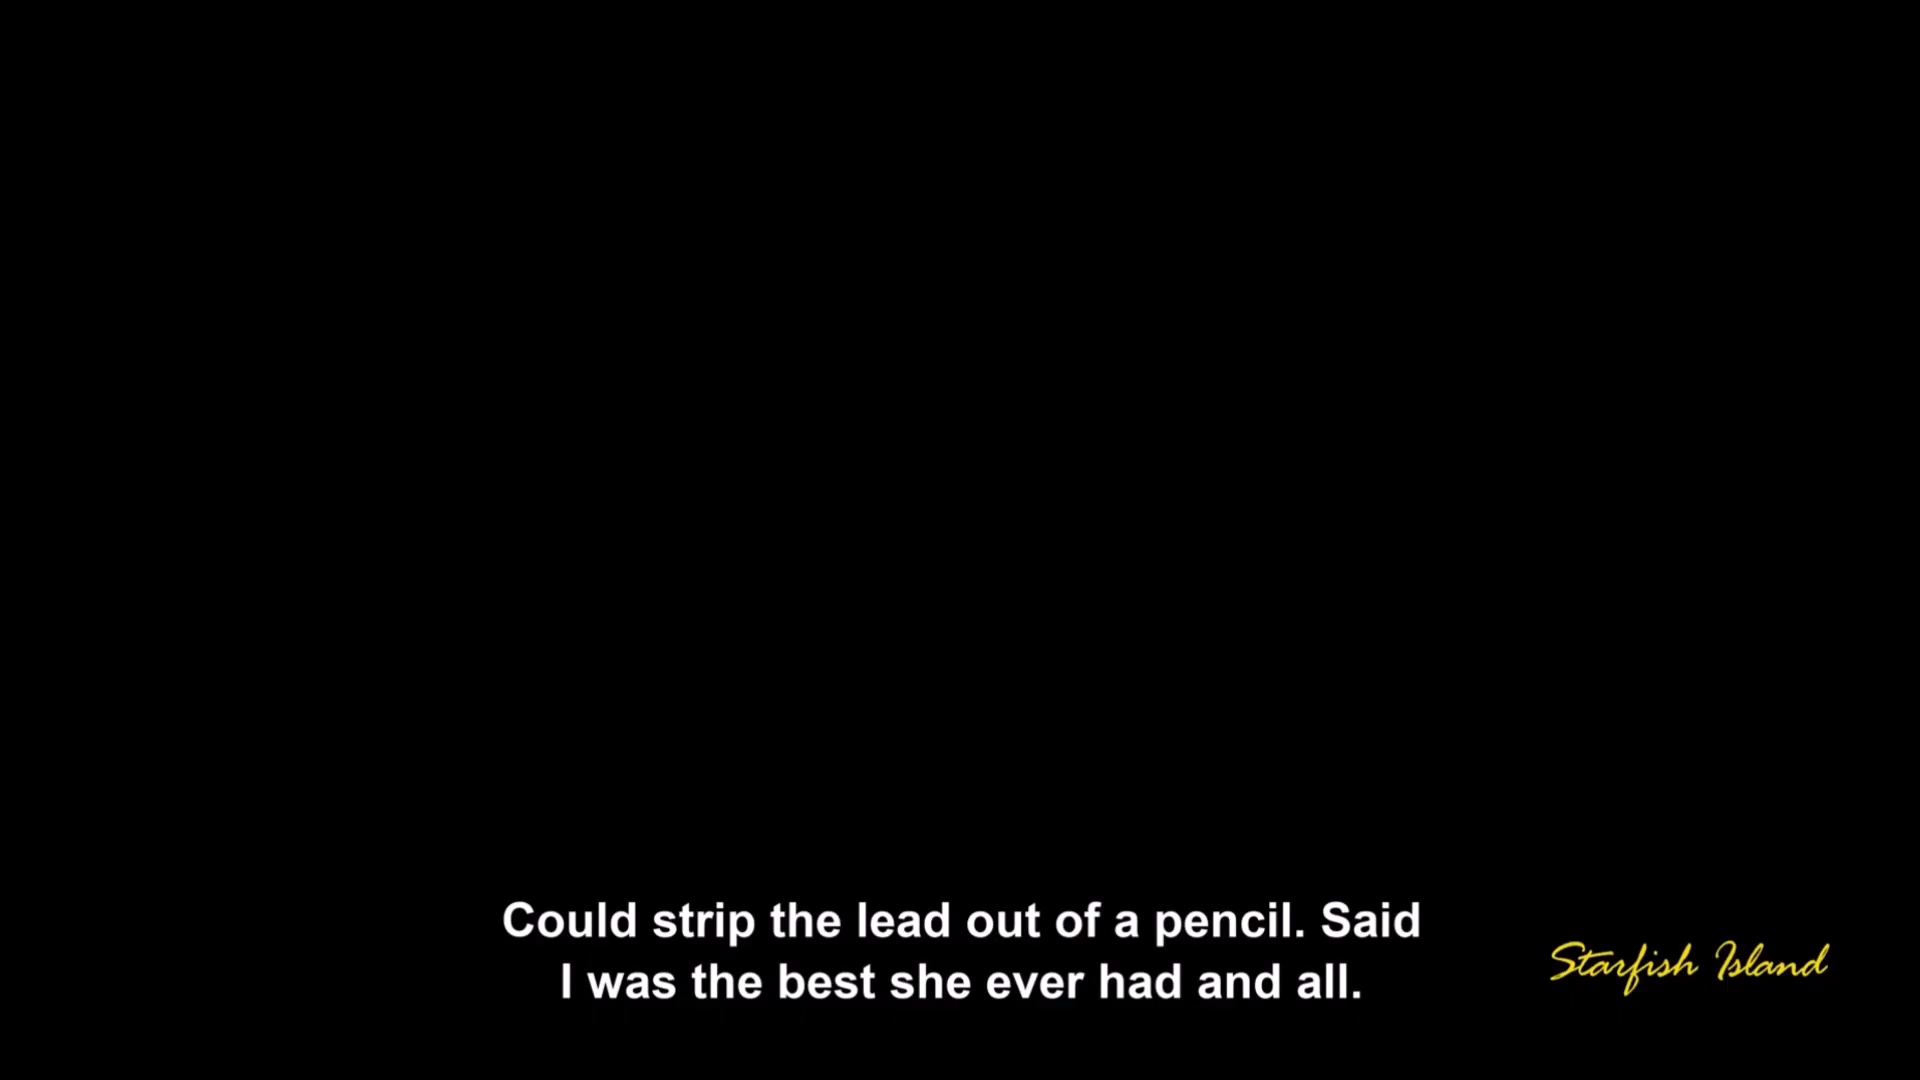 Could strip the lead out of a pencil. Said
I was the best she ever had and all.
Starfish Island